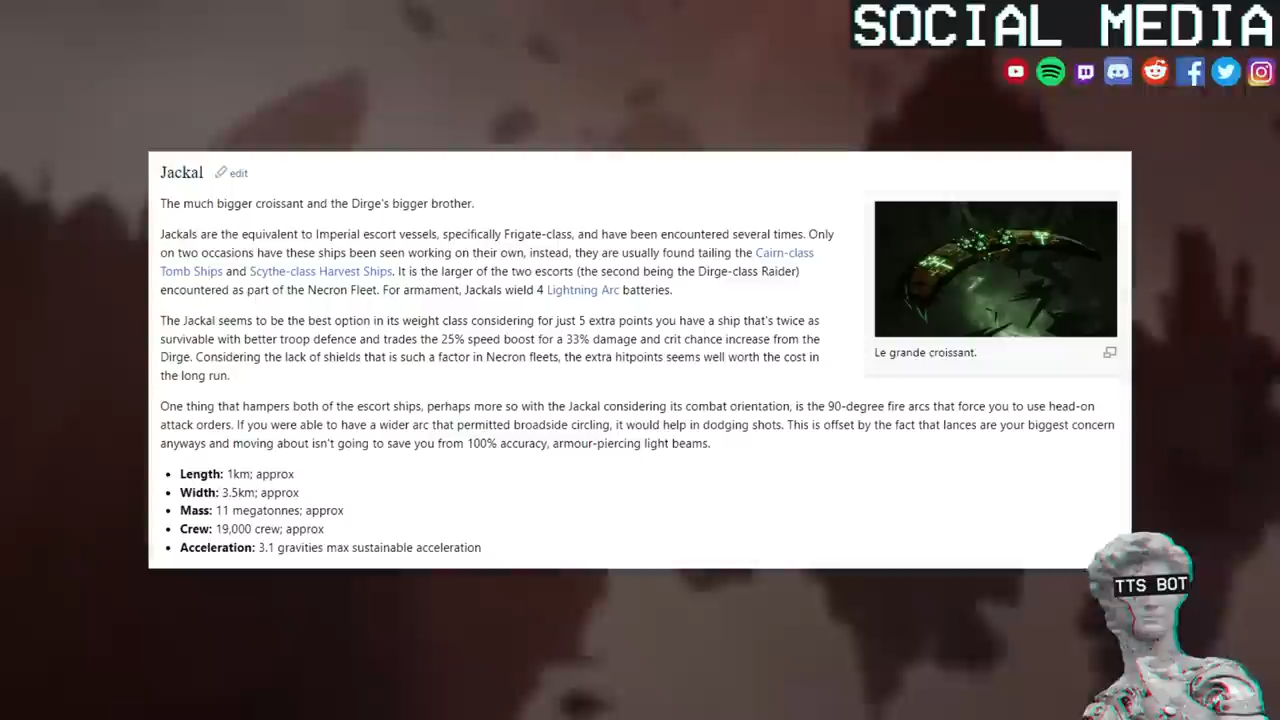 SOCIAL MEDIA
Jackal edit
The much bigger croissant and the Dirge's bigger brother.
Jackals are the equivalent to Imperial escort vessels, specifically Frigate-class, and have been encountered several times. Only
on two occasions have these ships been seen working on their own, instead, they are usually found tailing the Cairn-class
Tomb Ships and Scythe-class Harvest Ships. It is the larger of the two escorts (the second being the Dirge-class Raider)
encountered as part of the Necron Fleet. For armament, Jackals wield 4 Lightning Arc batteries.
Le grande croissant.
The Jackal seems to be the best option in its weight class considering for just 5 extra points you have a ship that's twice as
survivable with better troop defence and trades the 25% speed boost for a 33% damage and crit chance increase from the
Dirge. Considering the lack of shields that is such a factor in Necron fleets, the extra hitpoints seems well worth the cost in
the long run.
One thing that hampers both of the escort ships, perhaps more so with the Jackal considering its combat orientation, is the 90-degree fire arcs that force you to use head-on
attack orders. If you were able to have a wider arc that permitted broadside circling, it would help in dodging shots. This is offset by the fact that lances are your biggest concern
anyways and moving about isn't going to save you from 100% accuracy, armour-piercing light beams.
• Length: 1km; approx
• Width: 3.5km; approx
• Mass: 11 megatonnes; approx
• Crew: 19,000 crew; approx
• Acceleration: 3.1 gravities max sustainable acceleration
TTS BOT